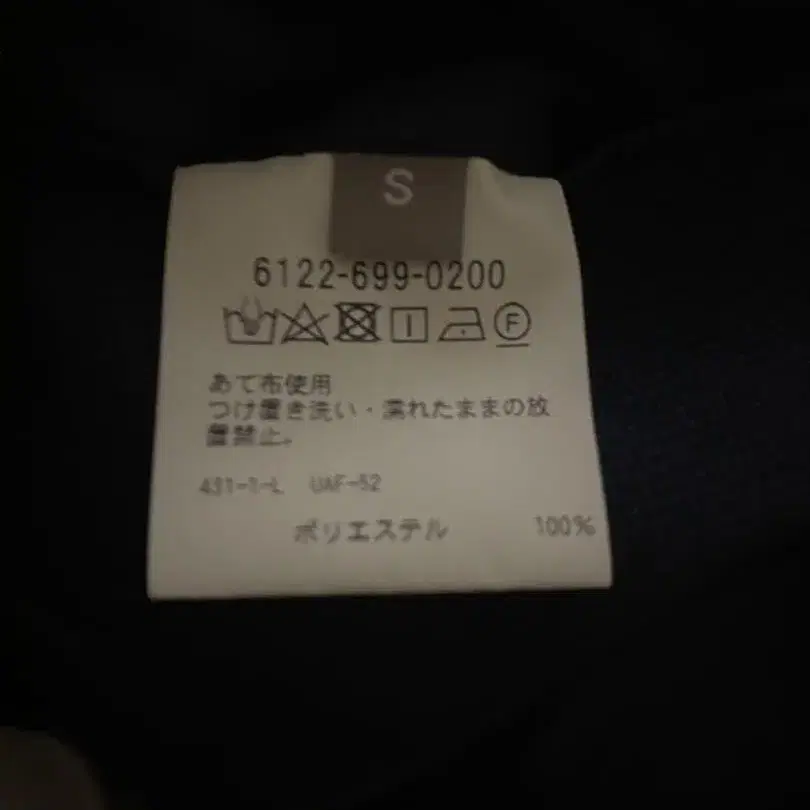 S
6122-699-0200
F
あて布使用
つけ置き洗い・濡れたままの放
置禁止。
431-1-L UAF-52
ポリエステル 100%